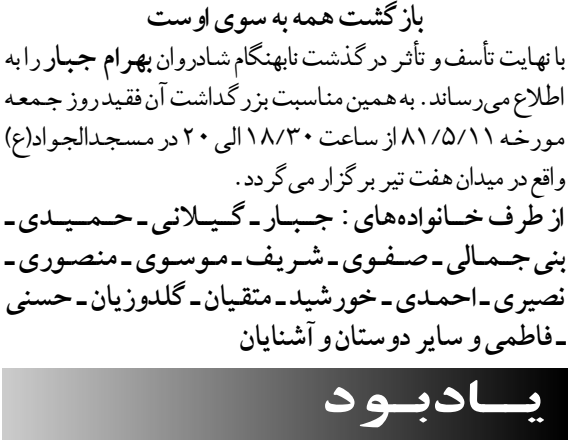 بازگشت همه به سوی اوست
با نهایت تأسف و تأثر درگذشت نابهنگام شادروان بهرام جبار را به
اطلاع می‌رساند. به همین مناسبت بزرگداشت آن فقید روز جمعه
مورخه ۸۱/۵/۱۱ از ساعت ۱۸/۳۰ الی ۲۰ در مسجدالجواد(ع)
واقع در میدان هفت تیر برگزار می‌گردد.
از طرف خانواده‌های : جبار ـ گیلانی ـ حمیدی ـ
بنی جمالی ـ صفوی ـ شریف ـ موسوی ـ منصوری ـ
نصیری ـ احمدی ـ خورشید ـ متقیان ـ گلدوزیان ـ حسنی
ـ فاطمی و سایر دوستان و آشنایان
یادبود